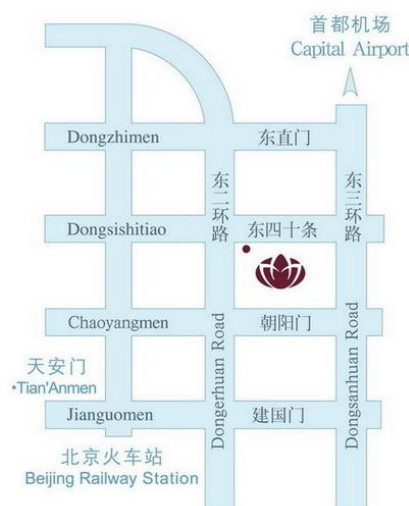 首都机场
Capital Airport
Dongzhimen
东直门
东二环路
东三环路
Dongsishitiao
东四十条
Chaoyangmen
朝阳门
Dongerhuan Road
Dongsanhuan Road
天安门
·Tian'Anmen
Jianguomen
建国门
北京火车站
Beijing Railway Station